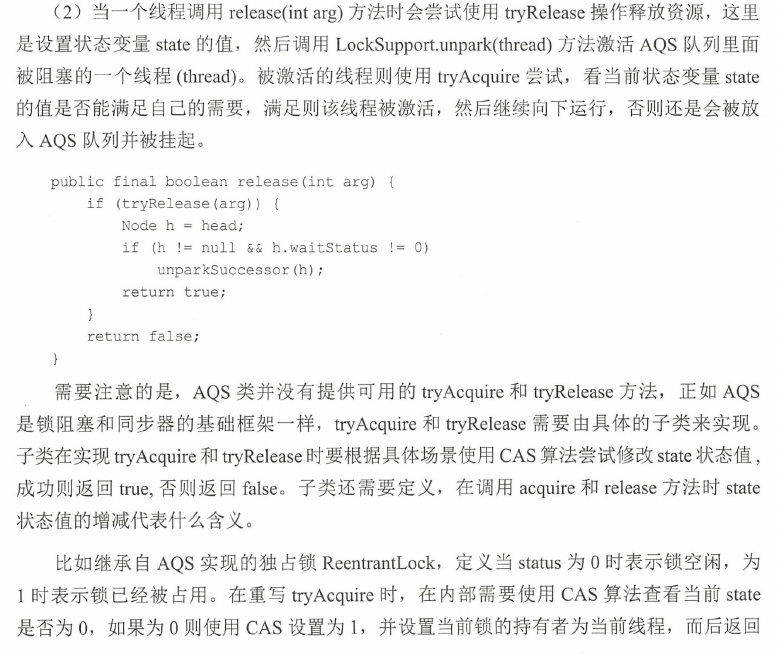 （2）当一个线程调用 release(int arg) 方法时会尝试使用 tryRelease 操作释放资源，这里
是设置状态变量 state 的值，然后调用 LockSupport.unpark(thread) 方法激活 AQS 队列里面
被阻塞的一个线程 (thread)。被激活的线程则使用 tryAcquire 尝试，看当前状态变量 state
的值是否能满足自己的需要，满足则该线程被激活，然后继续向下运行，否则还是会被放
入 AQS 队列并被挂起。
public final boolean release(int arg) {
if (tryRelease(arg)) {
Node h = head;
if (h != null && h.waitStatus != 0)
unparkSuccessor(h);
return true;
}
return false;
}
需要注意的是，AQS 类并没有提供可用的 tryAcquire 和 tryRelease 方法，正如 AQS
是锁阻塞和同步器的基础框架一样，tryAcquire 和 tryRelease 需要由具体的子类来实现。
子类在实现 tryAcquire 和 tryRelease 时要根据具体场景使用 CAS 算法尝试修改 state 状态值，
成功则返回 true, 否则返回 false。子类还需要定义，在调用 acquire 和 release 方法时 state
状态值的增减代表什么含义。
比如继承自 AQS 实现的独占锁 ReentrantLock，定义当 status 为 0 时表示锁空闲，为
1 时表示锁已经被占用。在重写 tryAcquire 时，在内部需要使用 CAS 算法查看当前 state
是否为 0，如果为 0 则使用 CAS 设置为 1，并设置当前锁的持有者为当前线程，而后返回